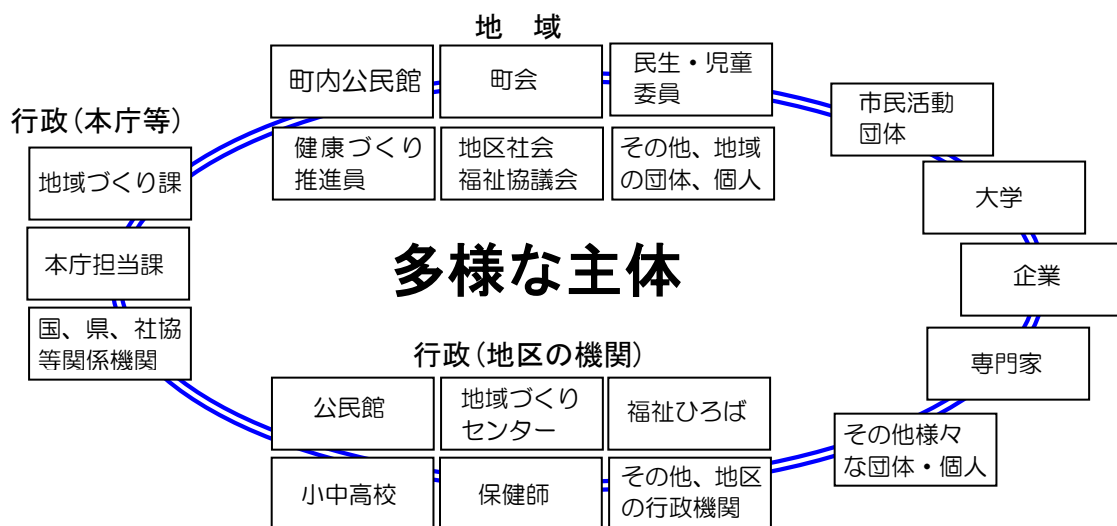 地　域
町内公民館
町会
民生・児童
委員
健康づくり
推進員
地区社会
福祉協議会
その他、地域
の団体、個人
行政（本庁等）
地域づくり課
本庁担当課
国、県、社協
等関係機関
多様な主体
市民活動
団体
大学
企業
専門家
その他様々
な団体・個人
行政（地区の機関）
公民館
地域づくり
センター
福祉ひろば
小中高校
保健師
その他、地区
の行政機関